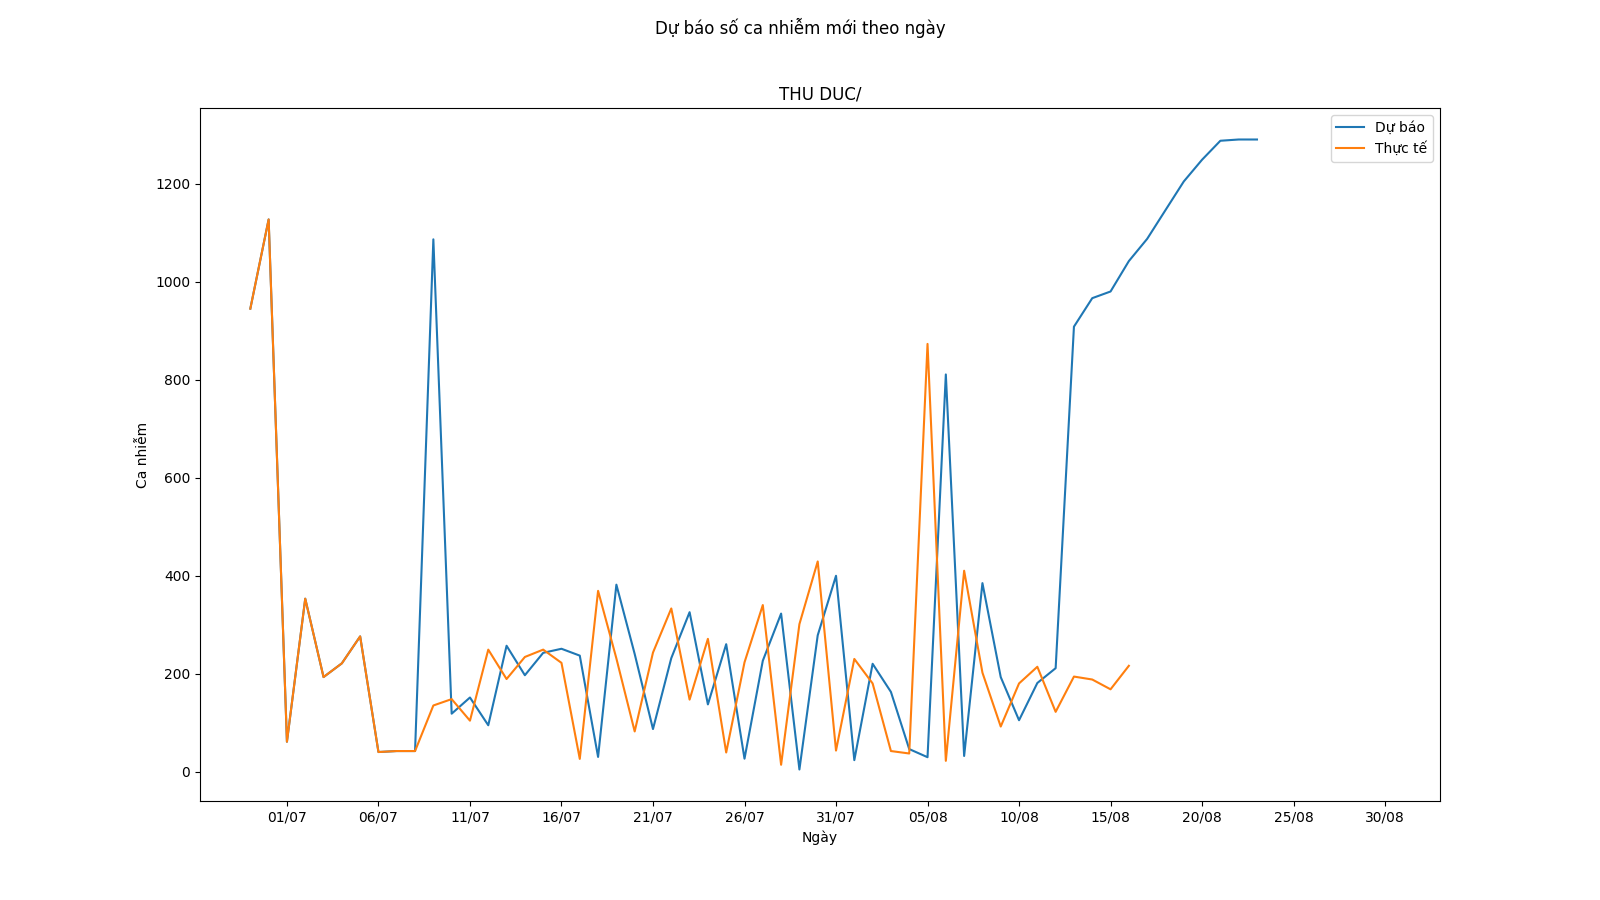 Dự báo số ca nhiễm mới theo ngày
THU DUC/
Dự báo
Thực tế
1200
1000
800
600
400
200
0
Ca nhiễm
01/07 06/07 11/07 16/07 21/07 26/07 31/07 05/08 10/08 15/08 20/08 25/08 30/08
Ngày